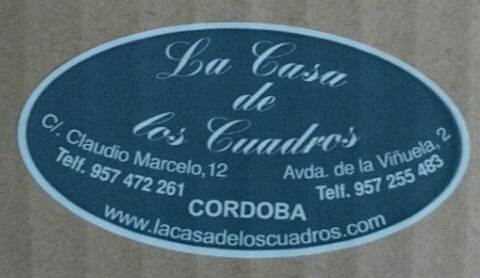 La Casa
de
los Cuadros
C/. Claudio Marcelo,12
Telf. 957 472 261
Avda. de la Viñuela, 2
Telf. 957 255 483
CORDOBA
www.lacasadeloscuadros.com